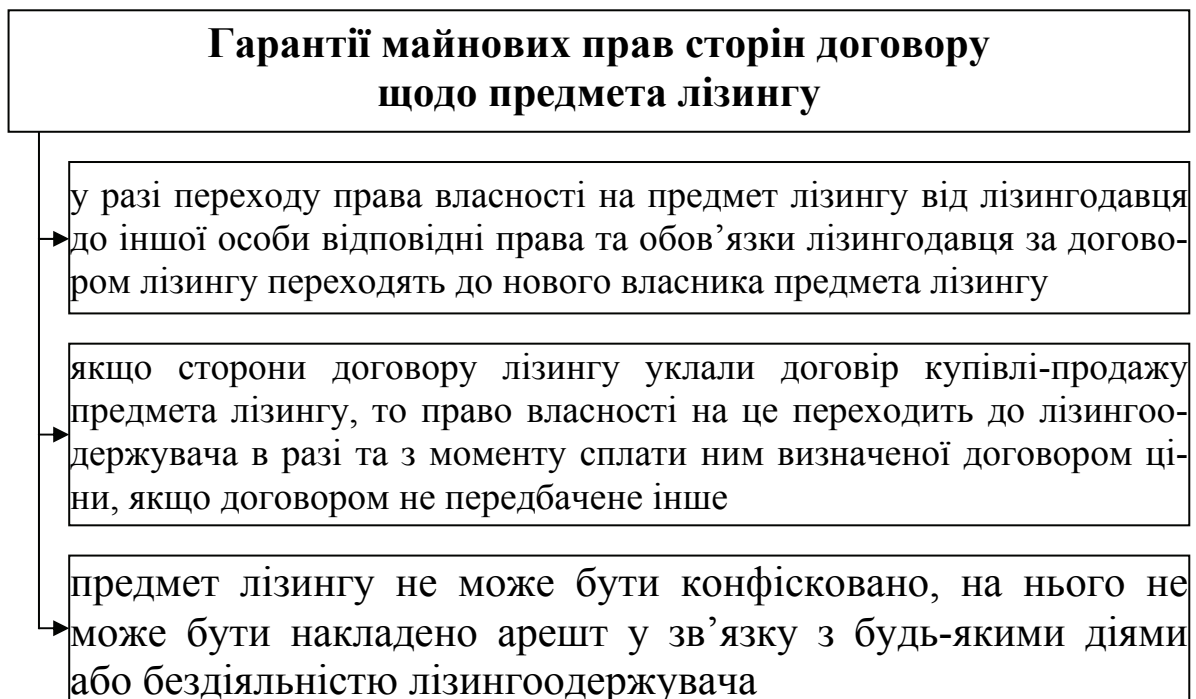 Гарантії майнових прав сторін договору
щодо предмета лізингу
у разі переходу права власності на предмет лізингу від лізингодавця
до іншої особи відповідні права та обов’язки лізингодавця за догово-
ром лізингу переходять до нового власника предмета лізингу
якщо сторони договору лізингу уклали договір купівлі-продажу
предмета лізингу, то право власності на це переходить до лізингоо-
держувача в разі та з моменту сплати ним визначеної договором ці-
ни, якщо договором не передбачене інше
предмет лізингу не може бути конфісковано, на нього не
може бути накладено арешт у зв’язку з будь-якими діями
або бездіяльністю лізингоодержувача